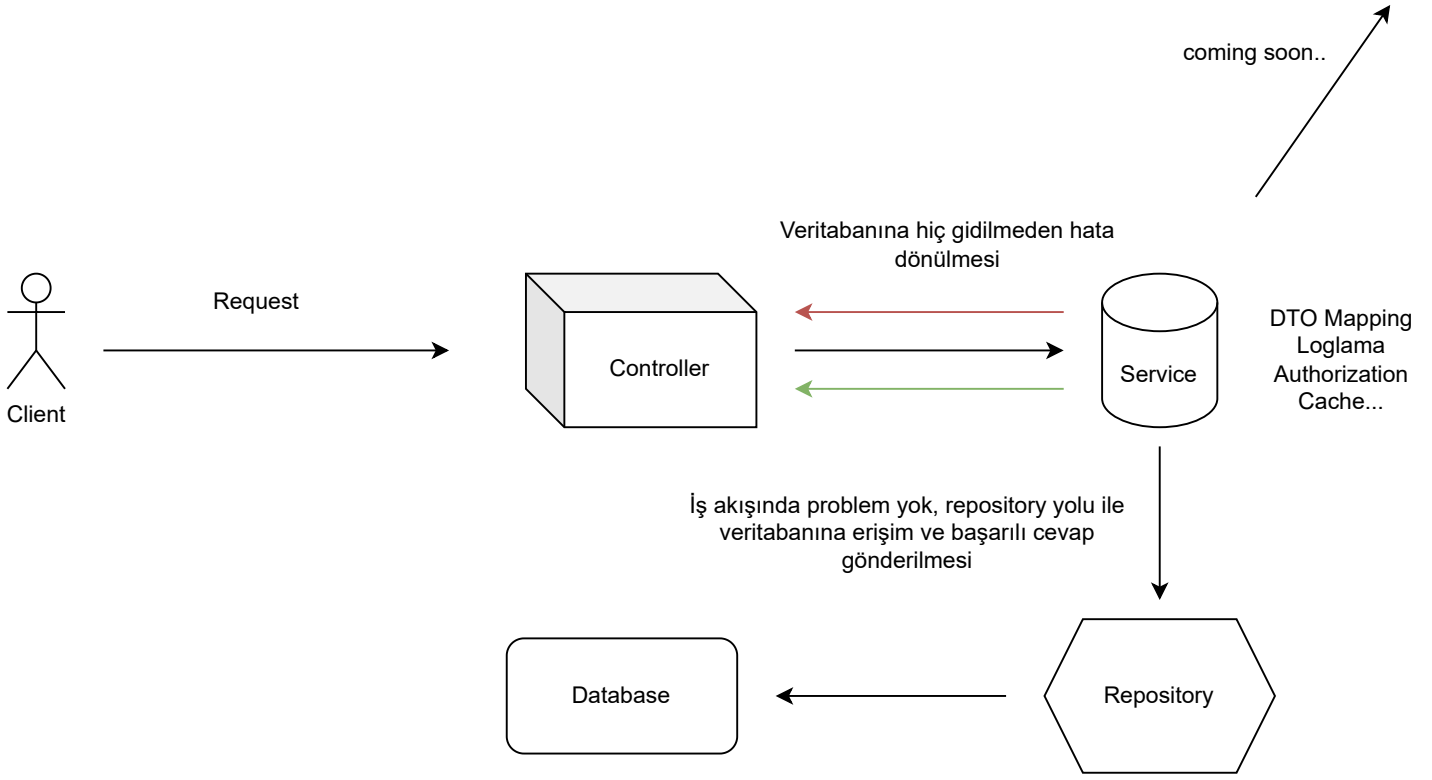 coming soon..
Veritabanına hiç gidilmeden hata
dönülmesi
Request
Controller
Service
DTO Mapping
Loglama
Authorization
Cache...
Client
İş akışında problem yok, repository yolu ile
veritabanına erişim ve başarılı cevap
gönderilmesi
Database
Repository